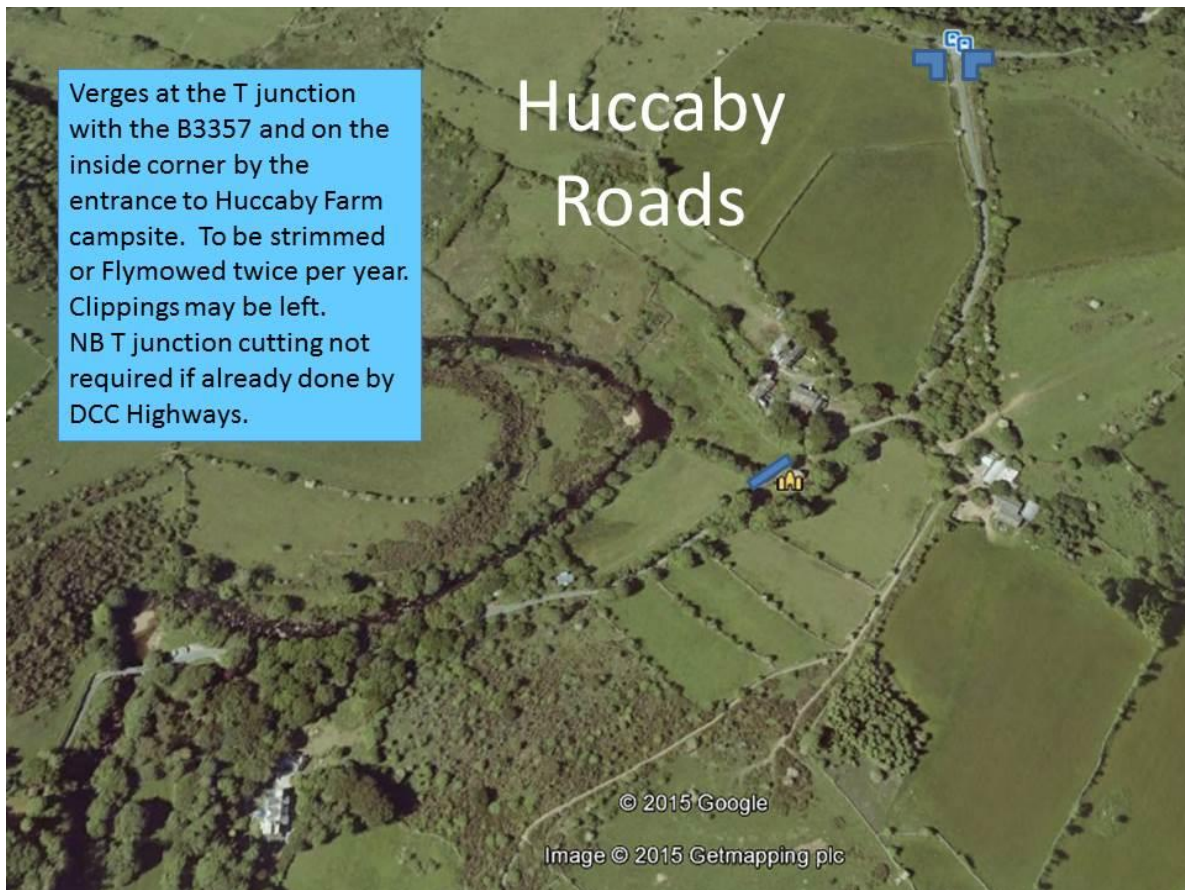 Verges at the T junction
with the B3357 and on the
inside corner by the
entrance to Huccaby Farm
campsite.  To be strimmed
or Flymowed twice per year.
Clippings may be left.
NB T junction cutting not
required if already done by
DCC Highways.
Huccaby
Roads
© 2015 Google
Image © 2015 Getmapping plc